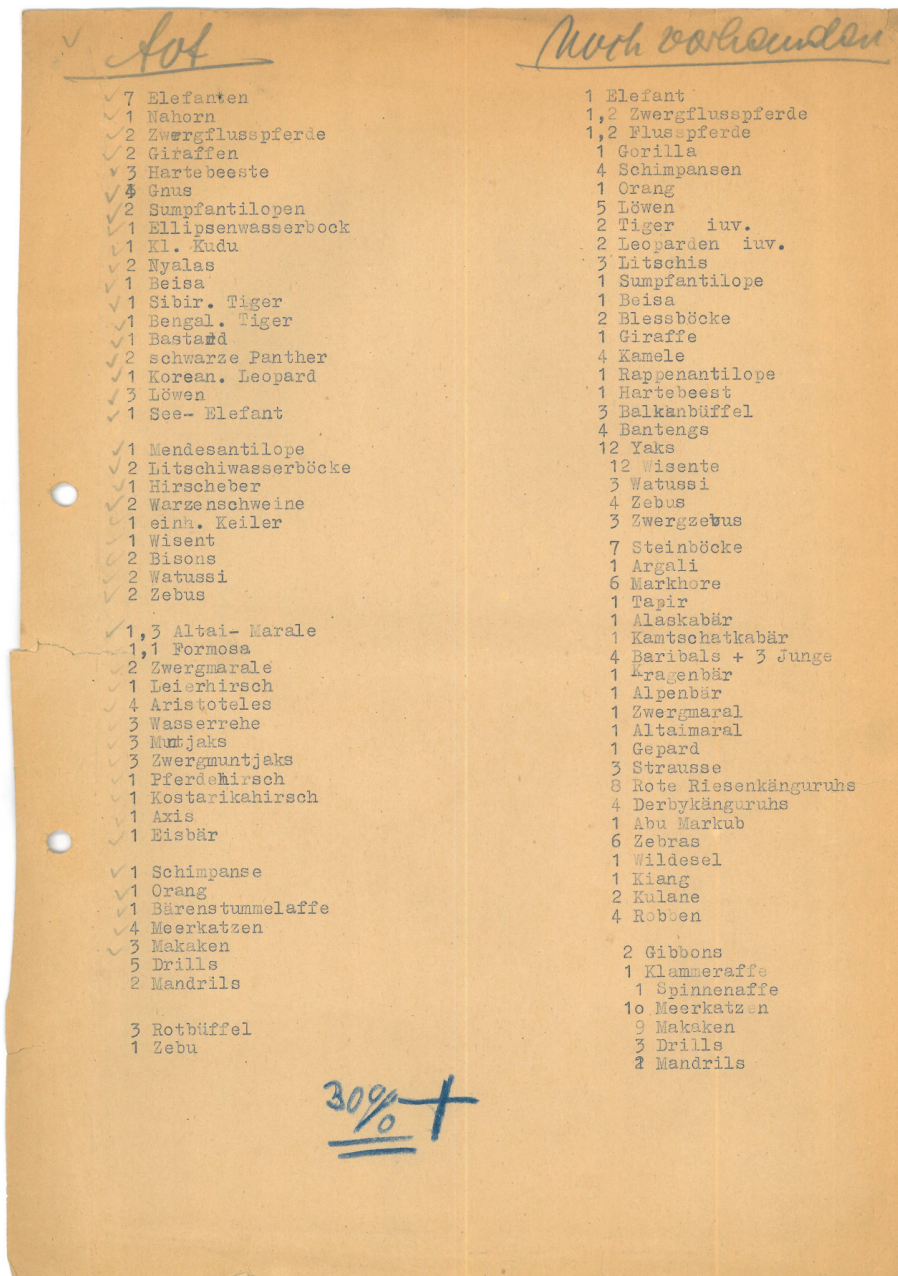 tot
7 Elefanten
1 Nahorn
2 Zwergflusspferde
2 Giraffen
3 Hartebeeste
4 Gnus
2 Sumpfantilopen
1 Ellipsenwasserbock
1 Kl. Kudu
2 Nyalas
1 Beisa
1 Sibir. Tiger
1 Bengal. Tiger
1 Bastard
2 schwarze Panther
1 Korean. Leopard
3 Löwen
1 See- Elefant
1 Mendesantilope
2 Litschiwasserböcke
1 Hirscheber
2 Warzenschweine
1 einh. Keiler
1 Wisent
2 Bisons
2 Watussi
2 Zebus
1,3 Altai- Marale
1,1 Formosa
2 Zwergmarale
1 Leierhirsch
4 Aristoteles
3 Wasserrehe
3 Muntjaks
3 Zwergmuntjaks
1 Pferdehirsch
1 Kostarikahirsch
1 Axis
1 Eisbär
1 Schimpanse
1 Orang
1 Bärenstummelaffe
4 Meerkatzen
3 Makaken
5 Drills
2 Mandrils
3 Rotbüffel
1 Zebu
Noch vorhanden
1 Elefant
1,2 Zwergflusspferde
1,2 Flusspferde
1 Gorilla
4 Schimpansen
1 Orang
5 Löwen
2 Tiger iuv.
2 Leoparden iuv.
3 Litschis
1 Sumpfantilope
1 Beisa
2 Blessböcke
1 Giraffe
4 Kamele
1 Rappenantilope
1 Hartebeest
3 Balkanbüffel
4 Bantengs
12 Yaks
12 Wisente
3 Watussi
4 Zebus
3 Zwergzebus
7 Steinböcke
1 Argali
6 Markhore
1 Tapir
1 Alaskabär
1 Kamtschatkabär
4 Baribals + 3 Junge
1 Kragenbär
1 Alpenbär
1 Zwergmaral
1 Altaimaral
1 Gepard
3 Strausse
8 Rote Riesenkänguruhs
4 Derbykänguruhs
1 Abu Markub
6 Zebras
1 Wildesel
1 Kiang
2 Kulane
4 Robben
2 Gibbons
1 Klammeraffe
1 Spinnenaffe
1o Meerkatzen
9 Makaken
3 Drills
2 Mandrils
30% +